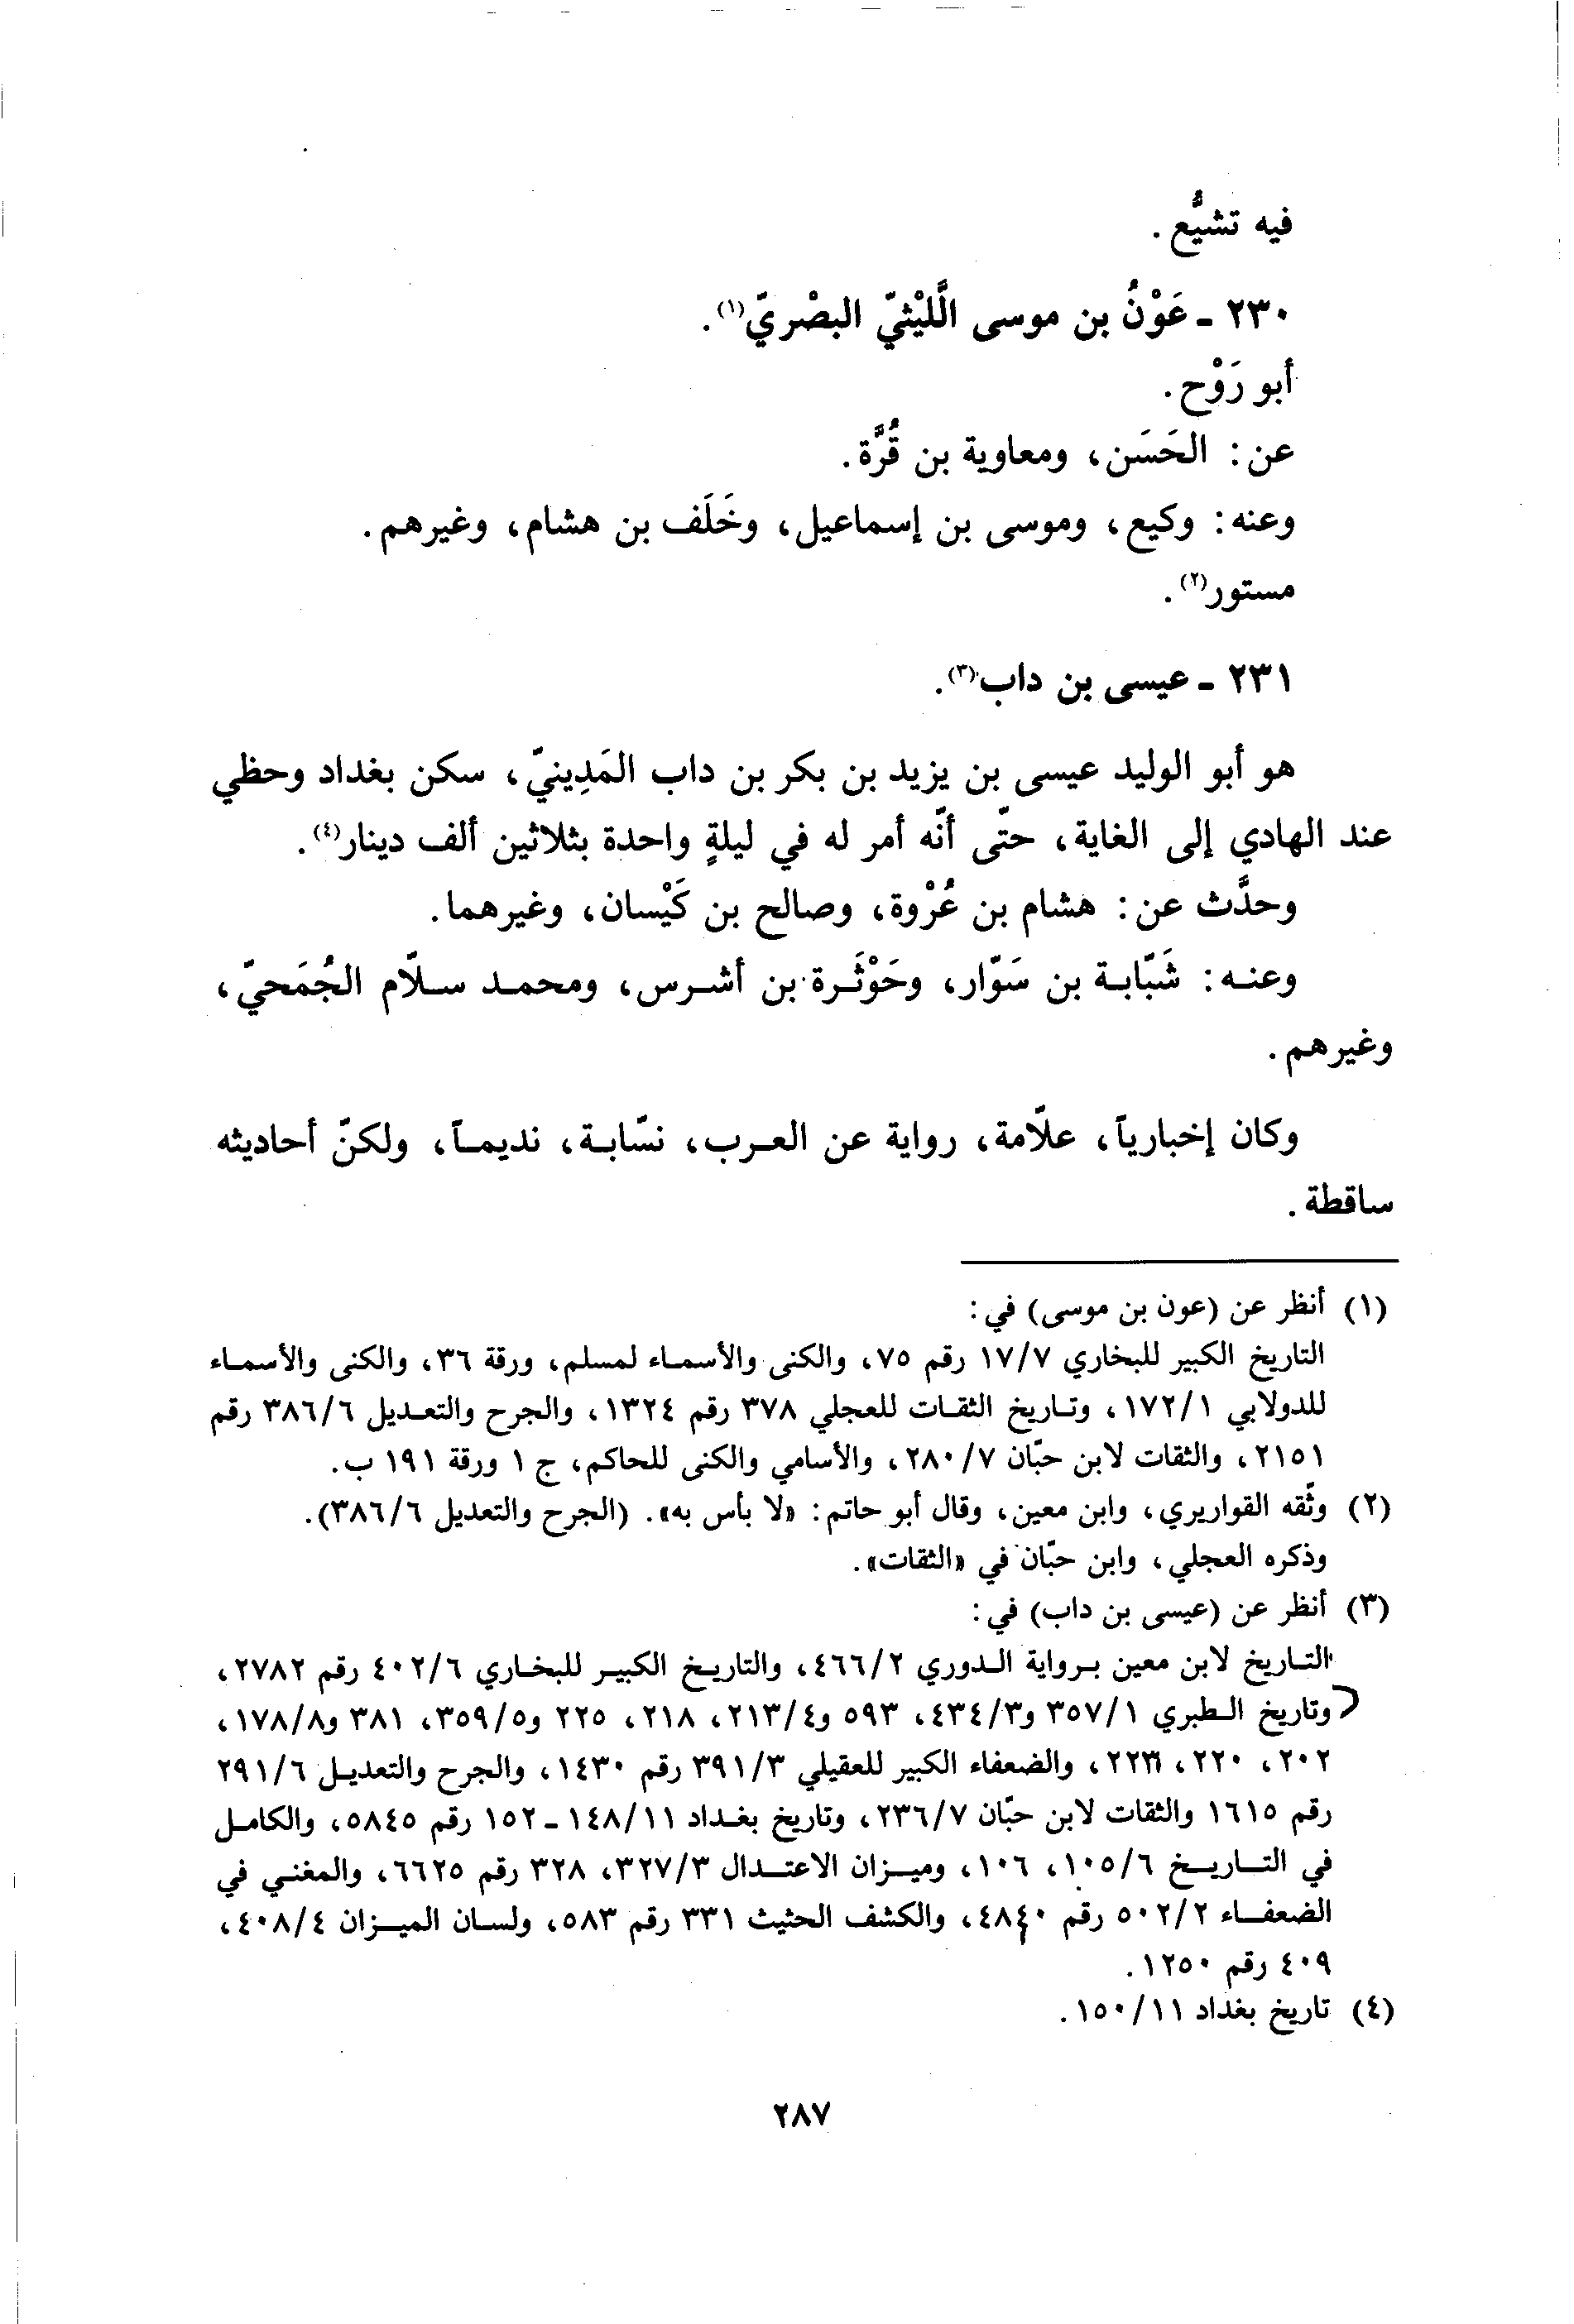 فيه تشيُّع.
٢٣٠ - عَوْنُ بن موسى الَّليْثيّ البصْريّ(١).
أبو رَوْح.
عن: الحَسَن، ومعاوية بن قُرَّة.
وعنه: وكيع، وموسى بن إسماعيل، وخَلَف بن هشام، وغيرهم.
مستور(٢).
٢٣١ - عيسى بن داب(٣).
هو أبو الوليد عيسى بن يزيد بن بكر بن داب المَدِينيّ، سكن بغداد وحظي
عند الهادي إلى الغاية، حتّى أنّه أمر له في ليلةٍ واحدة بثلاثين ألف دينار(٤).
وحدَّث عن: هشام بن عُرْوة، وصالح بن كَيْسان، وغيرهما.
وعنه: شَبّابة بن سَوّار، وحَوْثَرة بن أشرس، ومحمد سلّام الجُمَحيّ،
وغيرهم.
وكان إخبارياً، علّامة، رواية عن العرب، نسّابة، نديماً، ولكنّ أحاديثه
ساقطة.
(١) أنظر عن (عون بن موسى) في:
التاريخ الكبير للبخاري ١٧/٧ رقم ٧٥، والكنى والأسماء لمسلم، ورقة ٣٦، والكنى والأسماء
للدولابي ١٧٢/١، وتاريخ الثقات للعجلي ٣٧٨ رقم ١٣٢٤، والجرح والتعديل ٣٨٦/٦ رقم
٢١٥١، والثقات لابن حبّان ٢٨٠/٧، والأسامي والكنى للحاكم، ج ١ ورقة ١٩١ ب.
(٢) وثّقه القواريري، وابن معين، وقال أبو حاتم: «لا بأس به». (الجرح والتعديل ٣٨٦/٦).
وذكره العجلي، وابن حبّان في «الثقات».
(٣) أنظر عن (عيسى بن داب) في:
التاريخ لابن معين برواية الدوري ٤٦٦/٢، والتاريخ الكبير للبخاري ٤٠٢/٦ رقم ٢٧٨٢،
وتاريخ الطبري ٣٥٧/١ و٤٣٤/٣، ٥٩٣ و٢١٣/٤، ٢١٨، ٢٢٥ و٣٥٩/٥، ٣٨١ و١٧٨/٨،
٢٠٢، ٢٢٠، والضعفاء الكبير للعقيلي ٣٩١/٣ رقم ١٤٣٠، والجرح والتعديل ٢٩١/٦
رقم ١٦١٥ والثقات لابن حبّان ٢٣٦/٧، وتاريخ بغداد ١٤٨/١١ - ١٥٢ رقم ٥٨٤٥، والكامل
في التاريخ ١٠٥/٦، ١٠٦، وميزان الاعتدال ٣٢٧/٣، ٣٢٨ رقم ٦٦٢٥، والمغني في
الضعفاء ٥٠٢/٢ رقم ٤٨٤٠، والكشف الحثيث ٣٣١ رقم ٥٨٣، ولسان الميزان ٤٠٨/٤،
٤٠٩ رقم ١٢٥٠.
(٤) تاريخ بغداد ١٥٠/١١.
٢٨٧